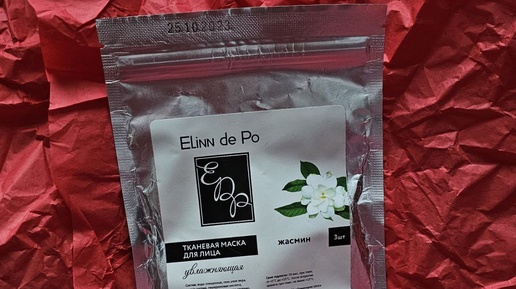 25.10.2023
ELINN de PO
EDP
ТКАНЕВАЯ МАСКА
ДЛЯ ЛИЦА
жасмин
3шт
увлажняющая